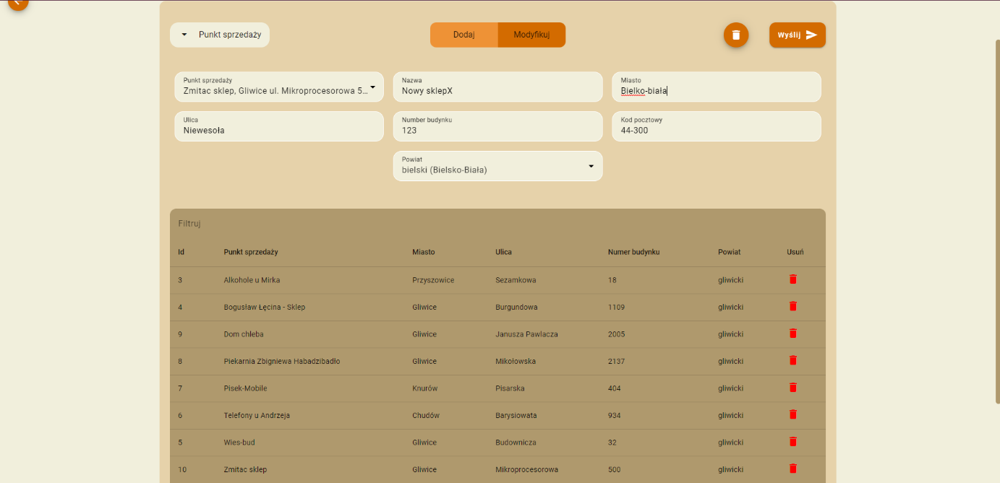 Punkt sprzedaży Dodaj Modyfikuj Wyślij
Punkt sprzedaży Nazwa Miasto
Zmitac sklep, Gliwice ul. Mikroprocesorowa 5... Nowy sklepX Bielko-biała
Ulica Number budynku Kod pocztowy
Niewesoła 123 44-300
Powiat
bielski (Bielsko-Biała)
Filtruj
Id Punkt sprzedaży Miasto Ulica Numer budynku Powiat Usuń
3 Alkohole u Mirka Przyszowice Sezamkowa 18 gliwicki
4 Bogusław Łęcina - Sklep Gliwice Burgundowa 1109 gliwicki
9 Dom chleba Gliwice Janusza Pawlacza 2005 gliwicki
8 Piekarnia Zbigniewa Habadzibadło Gliwice Mikołowska 2137 gliwicki
7 Pisek-Mobile Knurów Pisarska 404 gliwicki
6 Telefony u Andrzeja Chudów Barysiowata 934 gliwicki
5 Wies-bud Gliwice Budownicza 32 gliwicki
10 Zmitac sklep Gliwice Mikroprocesorowa 500 gliwicki